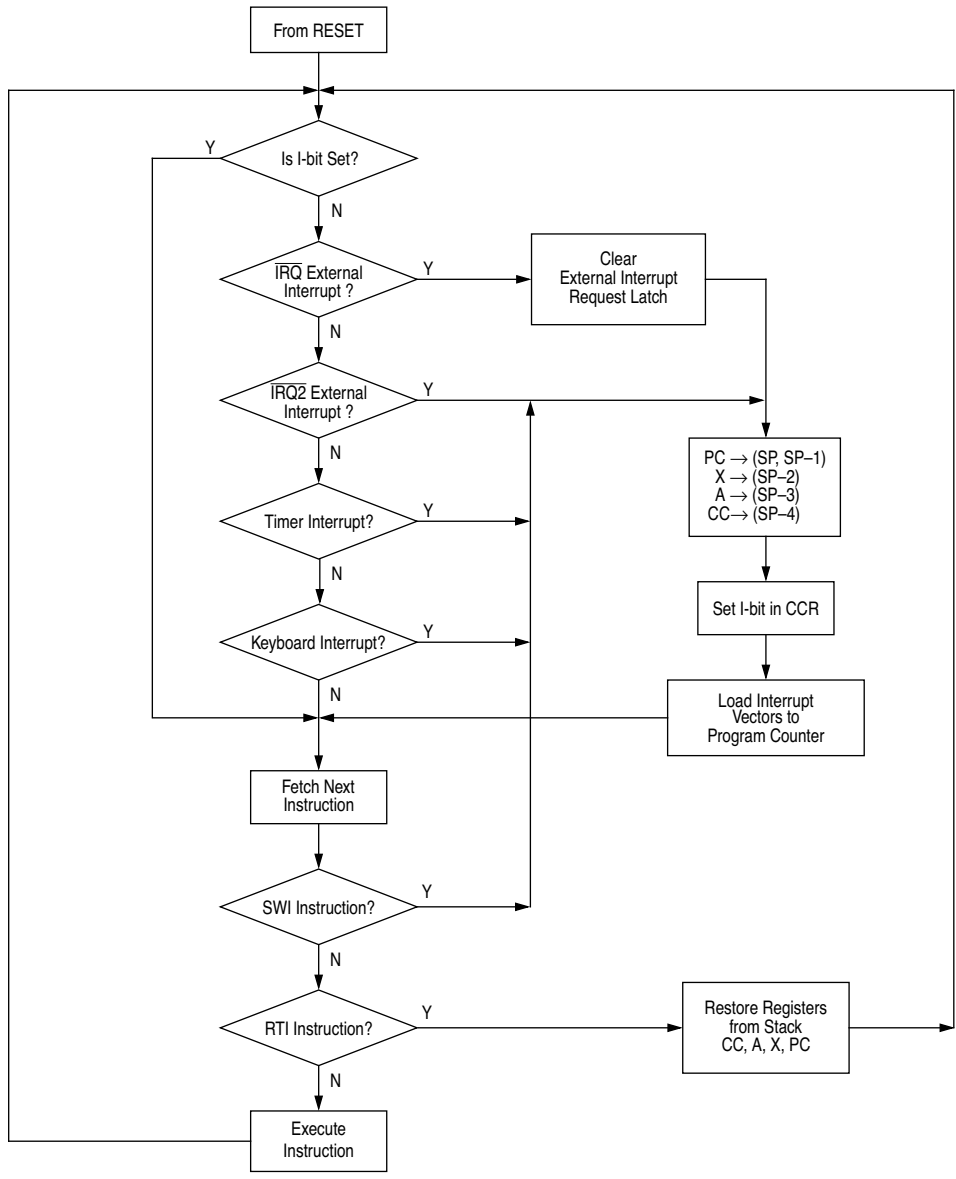 From RESET
Is I-bit Set?
Y
N
I̅R̅Q̅ External
Interrupt ?
Y
N
Clear
External Interrupt
Request Latch
I̅R̅Q̅2̅ External
Interrupt ?
Y
N
PC → (SP, SP–1)
X → (SP–2)
A → (SP–3)
CC→ (SP–4)
Timer Interrupt?
Y
N
Set I-bit in CCR
Keyboard Interrupt?
Y
N
Load Interrupt
Vectors to
Program Counter
Fetch Next
Instruction
SWI Instruction?
Y
N
RTI Instruction?
Y
N
Restore Registers
from Stack
CC, A, X, PC
Execute
Instruction